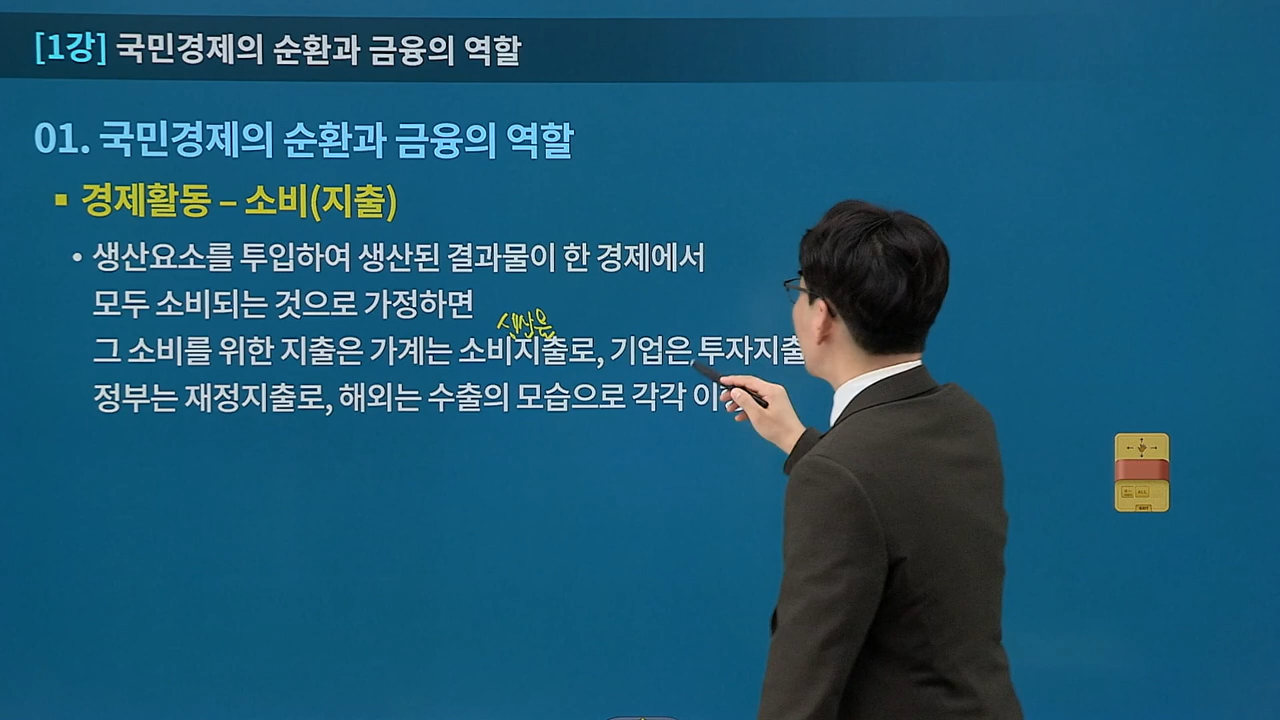 [1강] 국민경제의 순환과 금융의 역할
01. 국민경제의 순환과 금융의 역할
▪ 경제활동 – 소비(지출)
• 생산요소를 투입하여 생산된 결과물이 한 경제에서
모두 소비되는 것으로 가정하면
생산물
그 소비를 위한 지출은 가계는 소비지출로, 기업은 투자지출
정부는 재정지출로, 해외는 수출의 모습으로 각각
ALL
EXIT